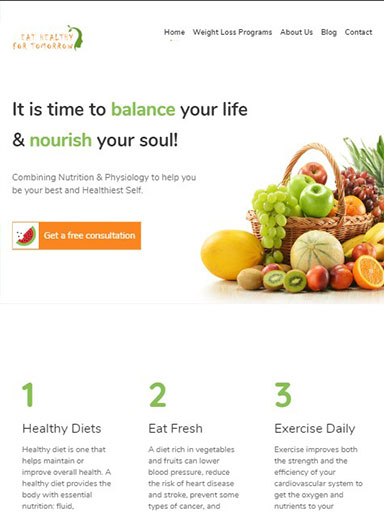 EAT HEALTHY
FOR TOMORROW
Home Weight Loss Programs About Us Blog Contact
It is time to balance your life
& nourish your soul!
Combining Nutrition & Physiology to help you
be your best and Healthiest Self.
Get a free consultation
1
Healthy Diets
Healthy diet is one that
helps maintain or
improve overall health. A
healthy diet provides the
body with essential
nutrition: fluid,
2
Eat Fresh
A diet rich in vegetables
and fruits can lower
blood pressure, reduce
the risk of heart disease
and stroke, prevent some
types of cancer, and
3
Exercise Daily
Exercise improves both
the strength and the
efficiency of your
cardiovascular system to
get the oxygen and
nutrients to your